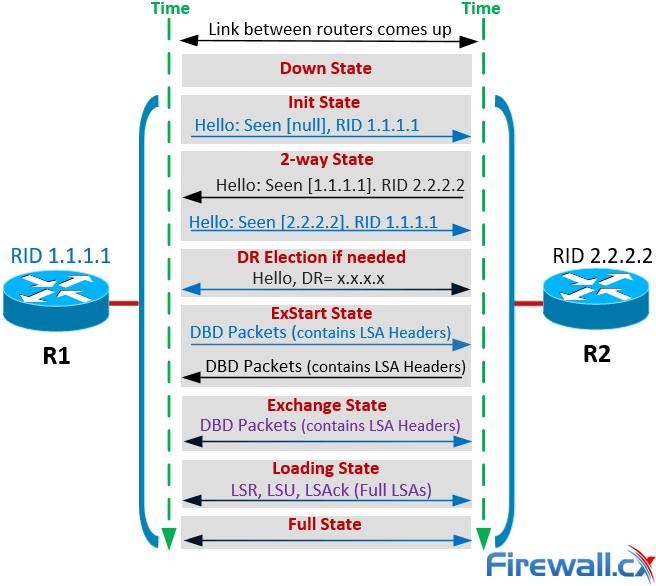 Time Time
Link between routers comes up
Down State
Init State
Hello: Seen [null], RID 1.1.1.1
2-way State
Hello: Seen [1.1.1.1]. RID 2.2.2.2
Hello: Seen [2.2.2.2]. RID 1.1.1.1
RID 1.1.1.1
DR Election if needed
RID 2.2.2.2
Hello, DR= x.x.x.x
ExStart State
DBD Packets (contains LSA Headers)
R1
R2
DBD Packets (contains LSA Headers)
Exchange State
DBD Packets (contains LSA Headers)
Loading State
LSR, LSU, LSAck (Full LSAs)
Full State
Firewall.cx